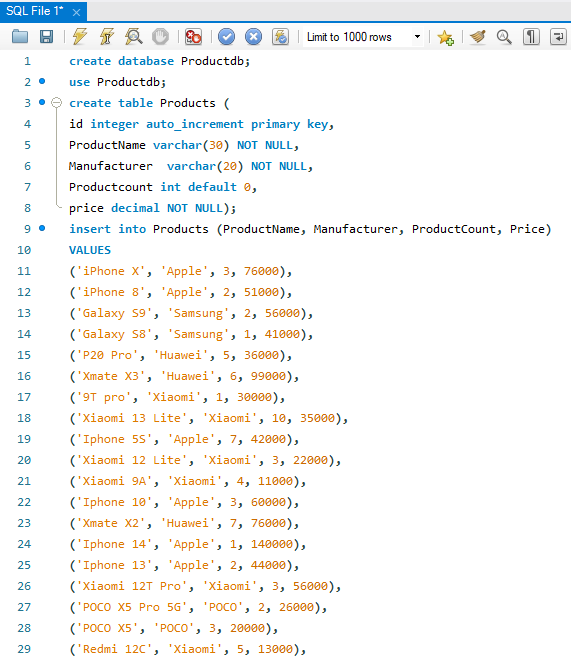 SQL File 1*
Limit to 1000 rows
1 create database Productdb;
2 use Productdb;
3 create table Products (
4 id integer auto_increment primary key,
5 ProductName varchar(30) NOT NULL,
6 Manufacturer  varchar(20) NOT NULL,
7 Productcount int default 0,
8 price decimal NOT NULL);
9 insert into Products (ProductName, Manufacturer, ProductCount, Price)
10 VALUES
11 ('iPhone X', 'Apple', 3, 76000),
12 ('iPhone 8', 'Apple', 2, 51000),
13 ('Galaxy S9', 'Samsung', 2, 56000),
14 ('Galaxy S8', 'Samsung', 1, 41000),
15 ('P20 Pro', 'Huawei', 5, 36000),
16 ('Xmate X3', 'Huawei', 6, 99000),
17 ('9T pro', 'Xiaomi', 1, 30000),
18 ('Xiaomi 13 Lite', 'Xiaomi', 10, 35000),
19 ('Iphone 5S', 'Apple', 7, 42000),
20 ('Xiaomi 12 Lite', 'Xiaomi', 3, 22000),
21 ('Xiaomi 9A', 'Xiaomi', 4, 11000),
22 ('Iphone 10', 'Apple', 3, 60000),
23 ('Xmate X2', 'Huawei', 7, 76000),
24 ('Iphone 14', 'Apple', 1, 140000),
25 ('Iphone 13', 'Apple', 2, 44000),
26 ('Xiaomi 12T Pro', 'Xiaomi', 3, 56000),
27 ('POCO X5 Pro 5G', 'POCO', 2, 26000),
28 ('POCO X5', 'POCO', 3, 20000),
29 ('Redmi 12C', 'Xiaomi', 5, 13000),